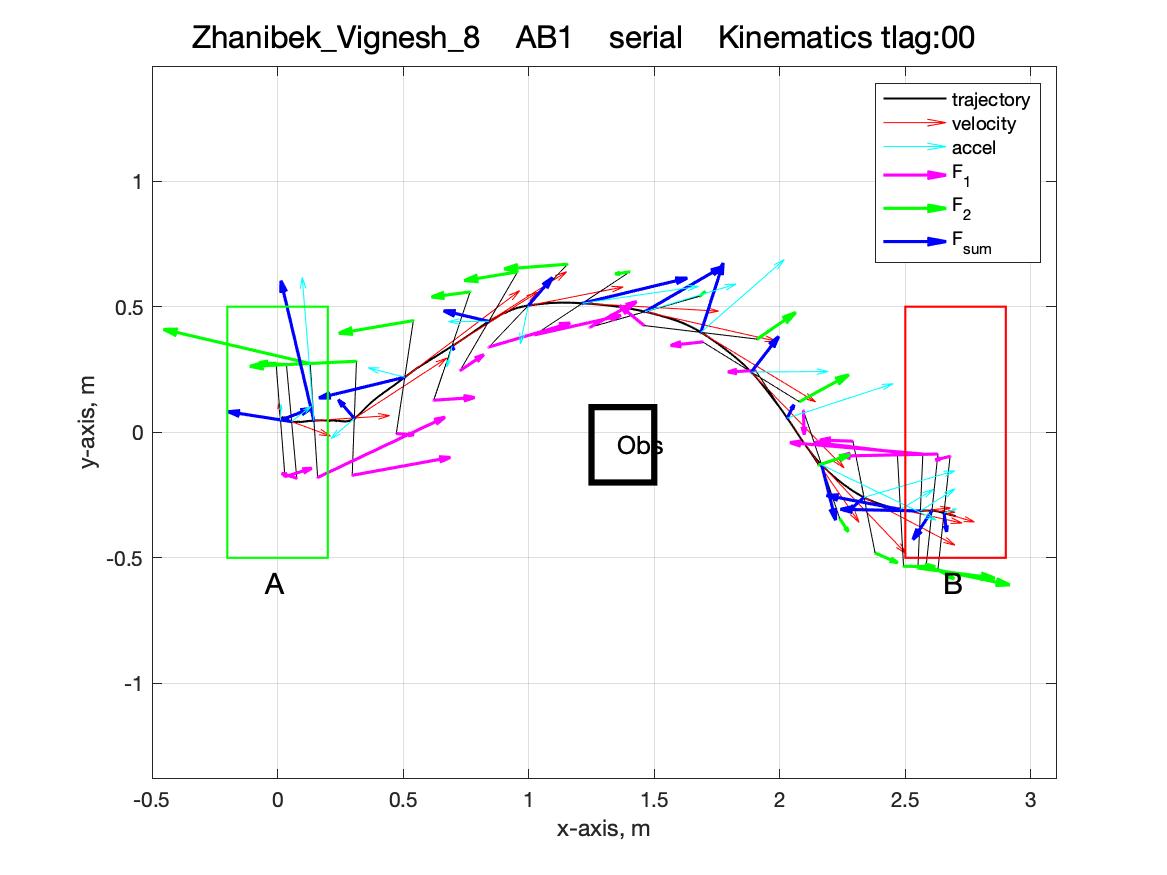 Zhanibek_Vignesh_8 AB1 serial Kinematics tlag:00
trajectory
velocity
accel
F1
F2
Fsum
1
0.5
0
-0.5
-1
y-axis, m
Obs
A
B
-0.5 0 0.5 1 1.5 2 2.5 3
x-axis, m